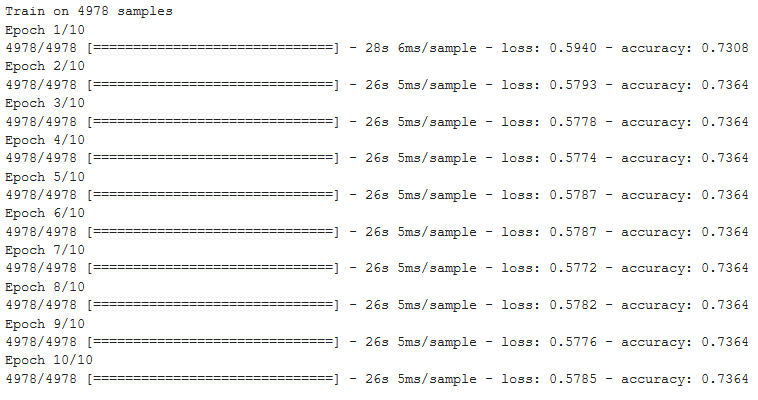 Train on 4978 samples
Epoch 1/10
4978/4978 [==============================] - 28s 6ms/sample - loss: 0.5940 - accuracy: 0.7308
Epoch 2/10
4978/4978 [==============================] - 26s 5ms/sample - loss: 0.5793 - accuracy: 0.7364
Epoch 3/10
4978/4978 [==============================] - 26s 5ms/sample - loss: 0.5778 - accuracy: 0.7364
Epoch 4/10
4978/4978 [==============================] - 26s 5ms/sample - loss: 0.5774 - accuracy: 0.7364
Epoch 5/10
4978/4978 [==============================] - 26s 5ms/sample - loss: 0.5787 - accuracy: 0.7364
Epoch 6/10
4978/4978 [==============================] - 26s 5ms/sample - loss: 0.5787 - accuracy: 0.7364
Epoch 7/10
4978/4978 [==============================] - 26s 5ms/sample - loss: 0.5772 - accuracy: 0.7364
Epoch 8/10
4978/4978 [==============================] - 26s 5ms/sample - loss: 0.5782 - accuracy: 0.7364
Epoch 9/10
4978/4978 [==============================] - 26s 5ms/sample - loss: 0.5776 - accuracy: 0.7364
Epoch 10/10
4978/4978 [==============================] - 26s 5ms/sample - loss: 0.5785 - accuracy: 0.7364